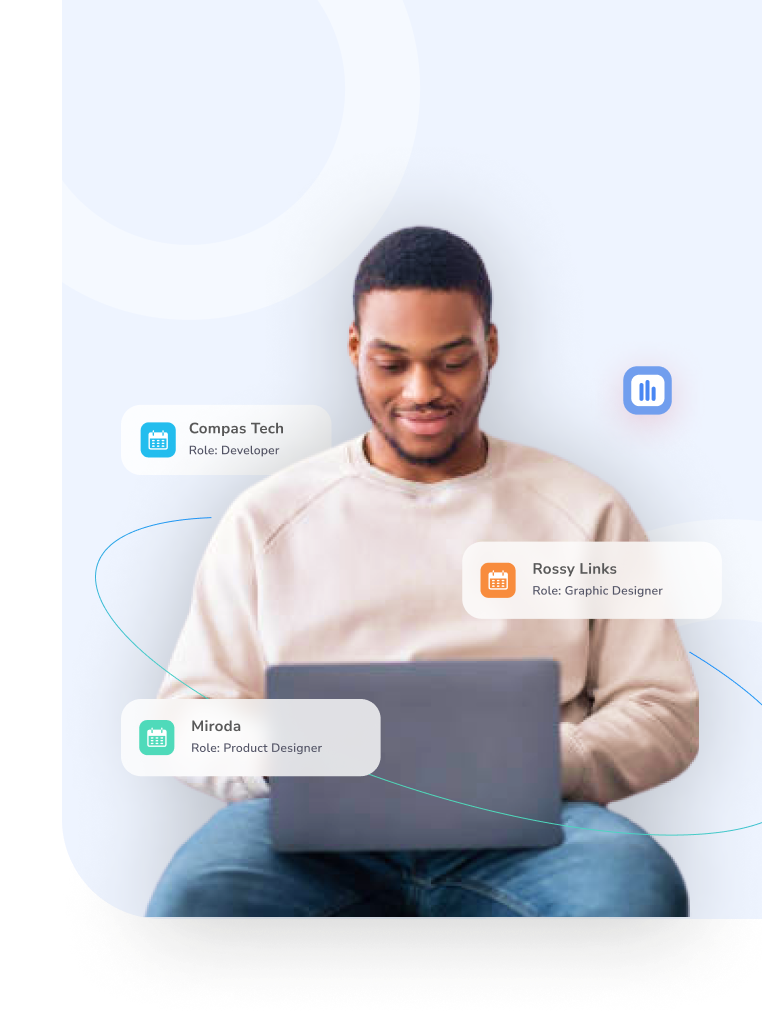 Compas Tech
Role: Developer
Rossy Links
Role: Graphic Designer
Miroda
Role: Product Designer